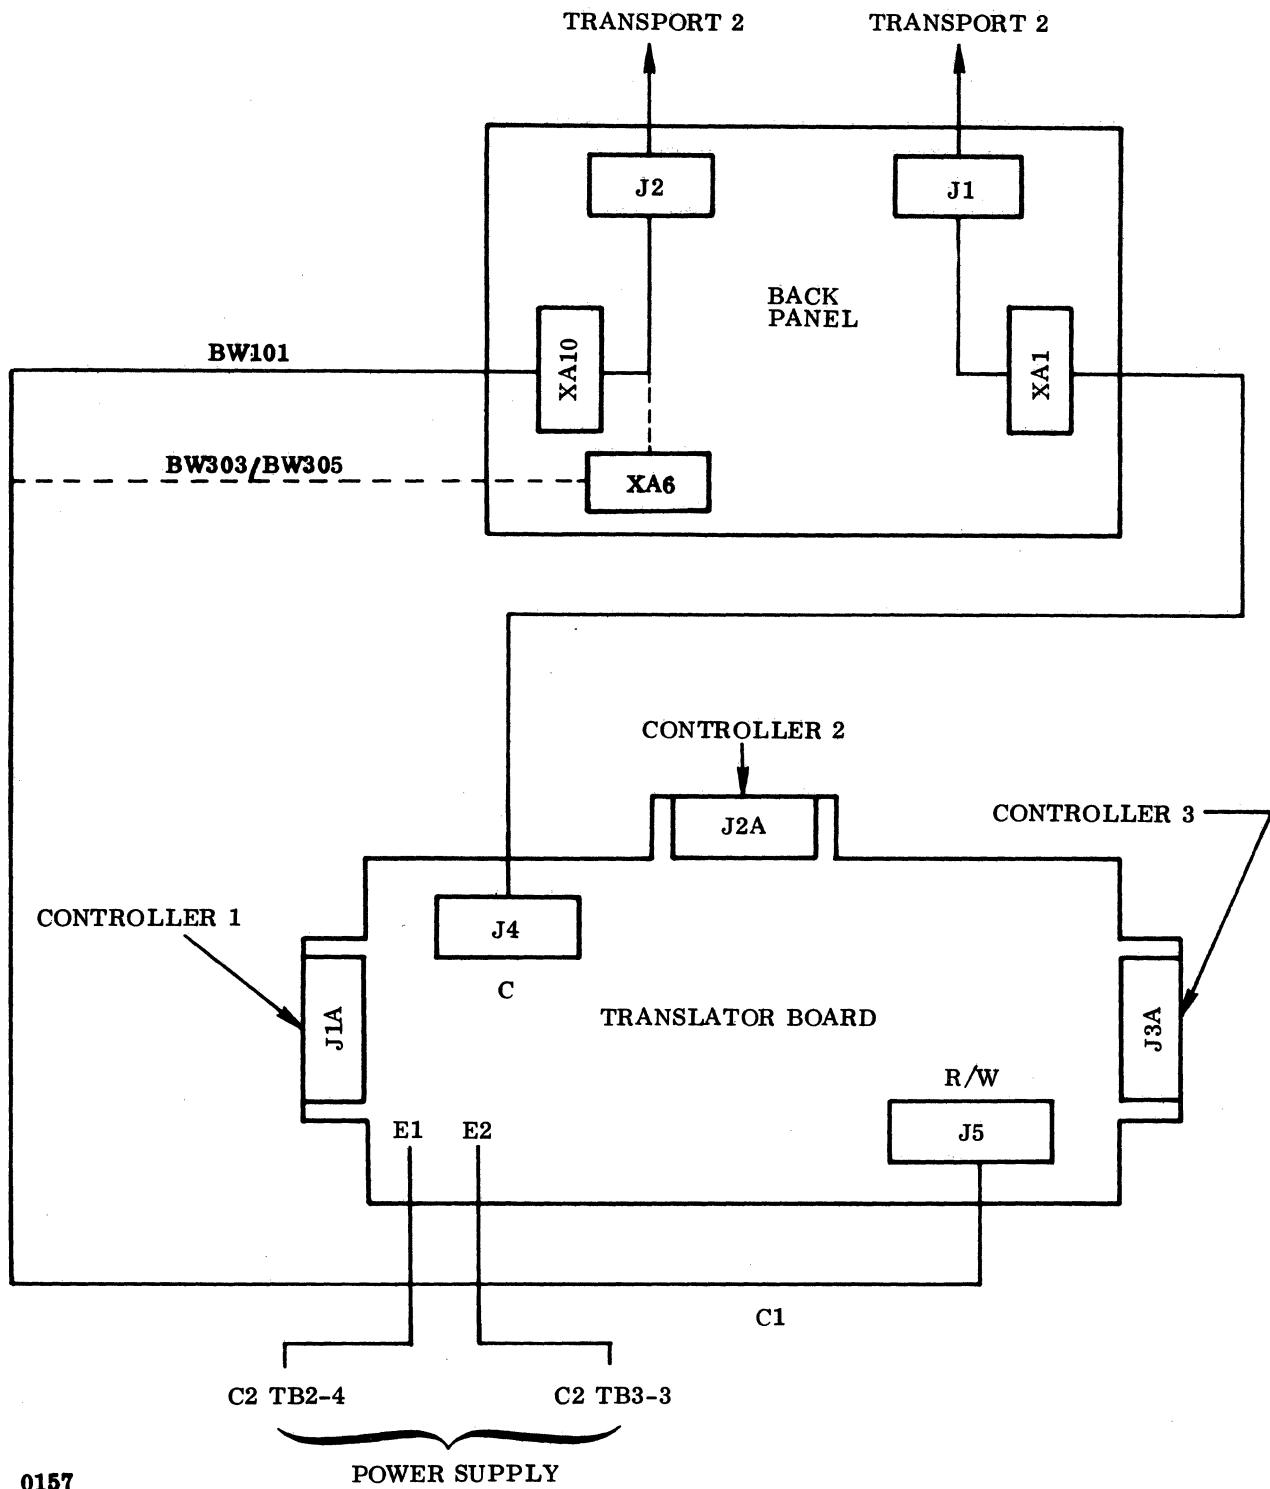 TRANSPORT 2
TRANSPORT 2
J2
J1
BACK
PANEL
BW101
XA10
XA1
BW303/BW305
XA6
CONTROLLER 2
J2A
CONTROLLER 3
CONTROLLER 1
J4
C
J1A
TRANSLATOR BOARD
J3A
R/W
J5
E1
E2
C1
C2 TB2-4
C2 TB3-3
POWER SUPPLY
0157